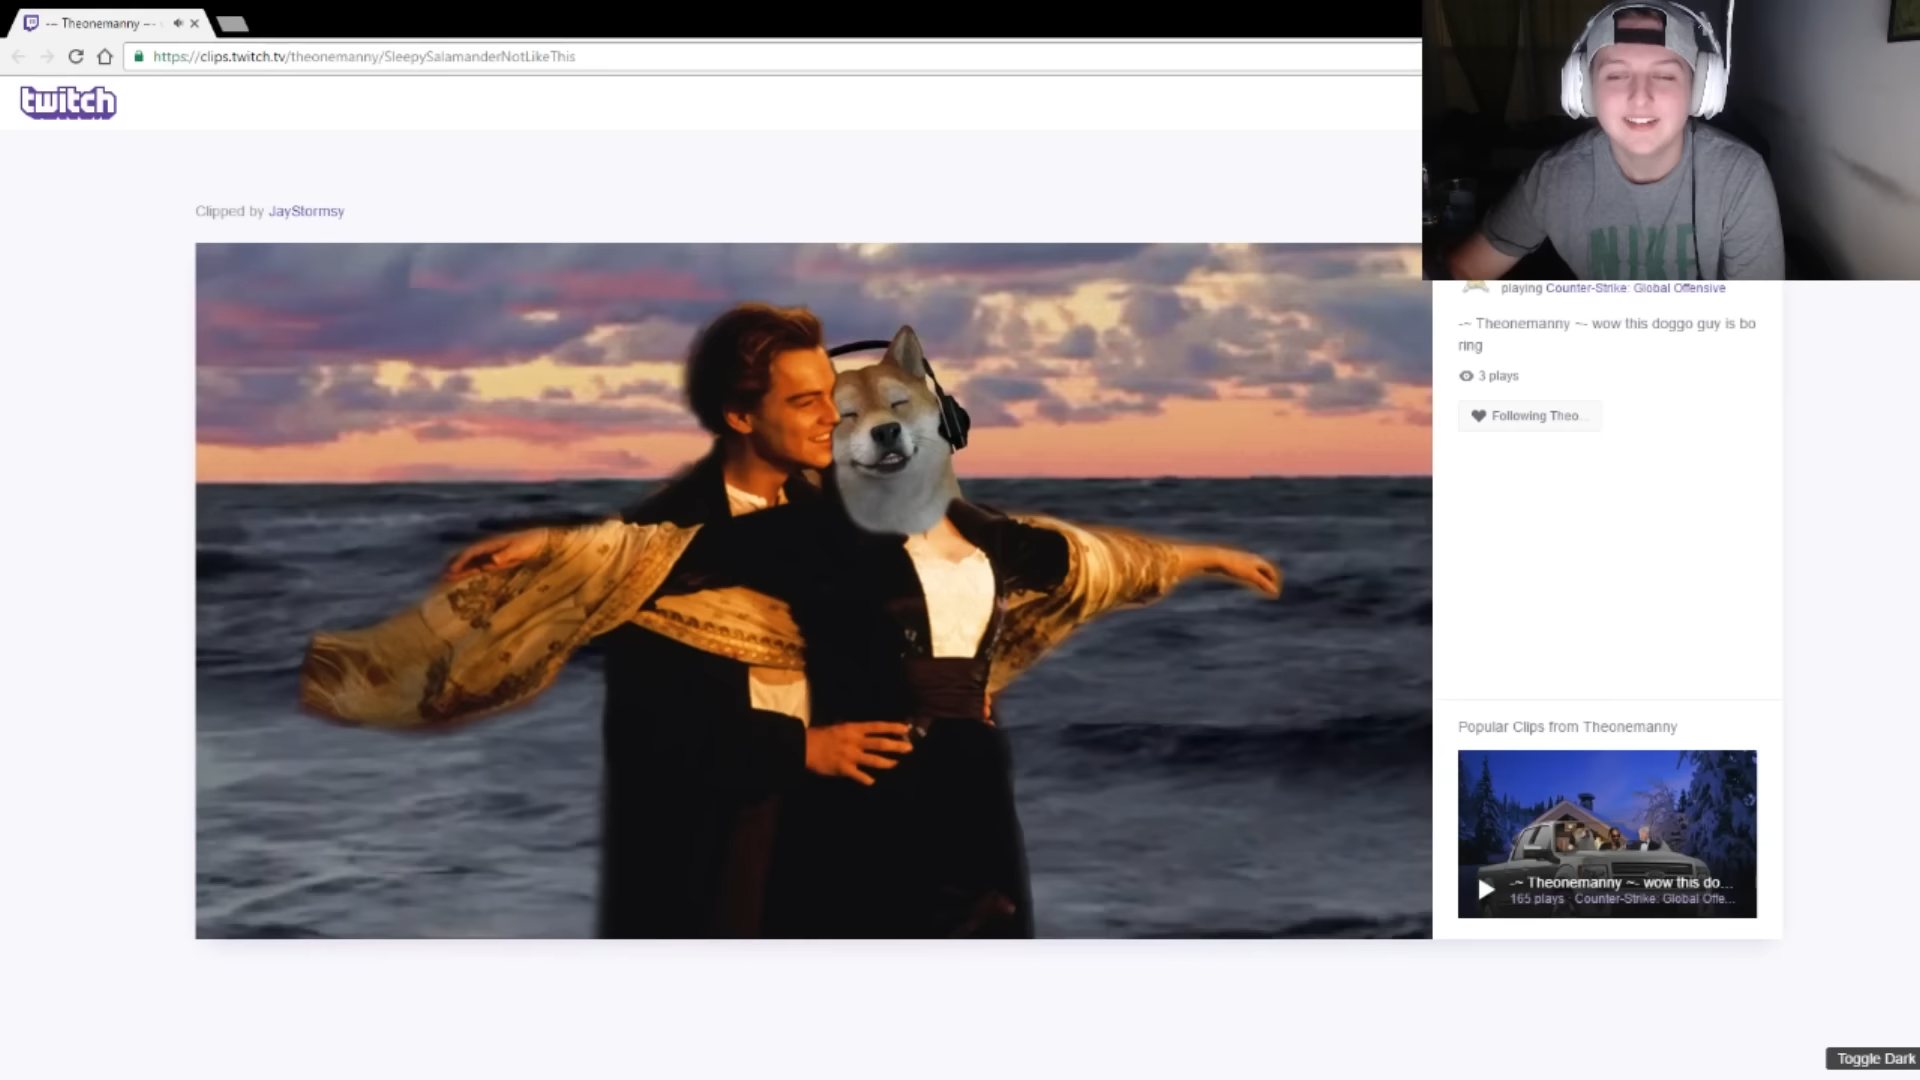 -~ Theonemanny ~-
https://clips.twitch.tv/theonemanny/SleepySalamanderNotLikeThis
twitch
Clipped by JayStormsy
NIKE
playing Counter-Strike: Global Offensive
-~ Theonemanny ~- wow this doggo guy is bo
ring
3 plays
Following Theo...
Popular Clips from Theonemanny
-~ Theonemanny ~- wow this do...
165 plays · Counter-Strike: Global Offe...
Toggle Dark